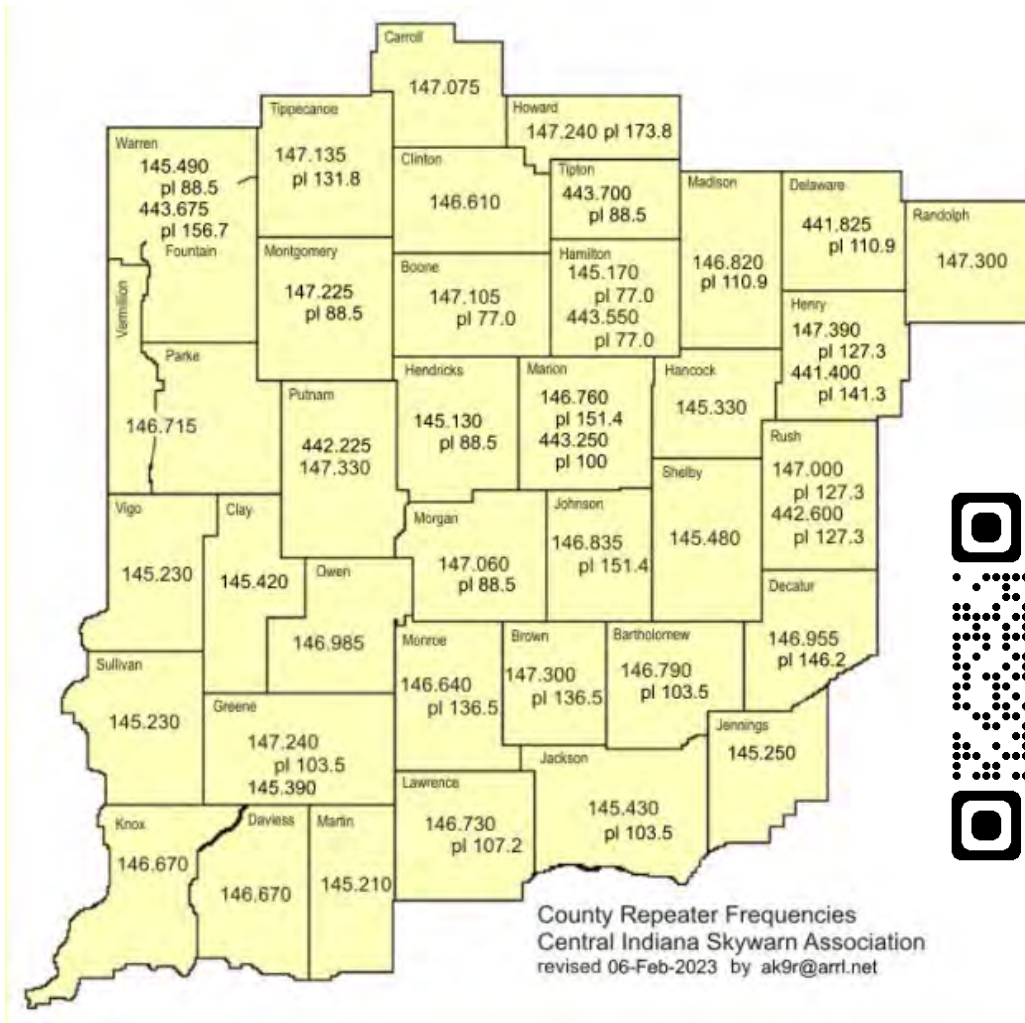 Carroll
147.075
Howard
147.240 pl 173.8
Tippecanoe
147.135
pl 131.8
Warren
145.490
pl 88.5
443.675
pl 156.7
Fountain
Clinton
146.610
Tipton
443.700
pl 88.5
Madison
146.820
pl 110.9
Delaware
441.825
pl 110.9
Randolph
147.300
Montgomery
147.225
pl 88.5
Boone
147.105
pl 77.0
Hamilton
145.170
pl 77.0
443.550
pl 77.0
Henry
147.390
pl 127.3
441.400
pl 141.3
Vermillion
Parke
146.715
Putnam
442.225
147.330
Hendricks
145.130
pl 88.5
Marion
146.760
pl 151.4
443.250
pl 100
Hancock
145.330
Rush
147.000
pl 127.3
442.600
pl 127.3
Shelby
145.480
Vigo
145.230
Clay
145.420
Owen
146.985
Morgan
147.060
pl 88.5
Johnson
146.835
pl 151.4
Decatur
146.955
pl 146.2
Sullivan
145.230
Greene
147.240
pl 103.5
145.390
Monroe
146.640
pl 136.5
Brown
147.300
pl 136.5
Bartholomew
146.790
pl 103.5
Jennings
145.250
Jackson
145.430
pl 103.5
Lawrence
146.730
pl 107.2
Knox
146.670
Daviess
146.670
Martin
145.210
County Repeater Frequencies
Central Indiana Skywarn Association
revised 06-Feb-2023 by ak9r@arrl.net